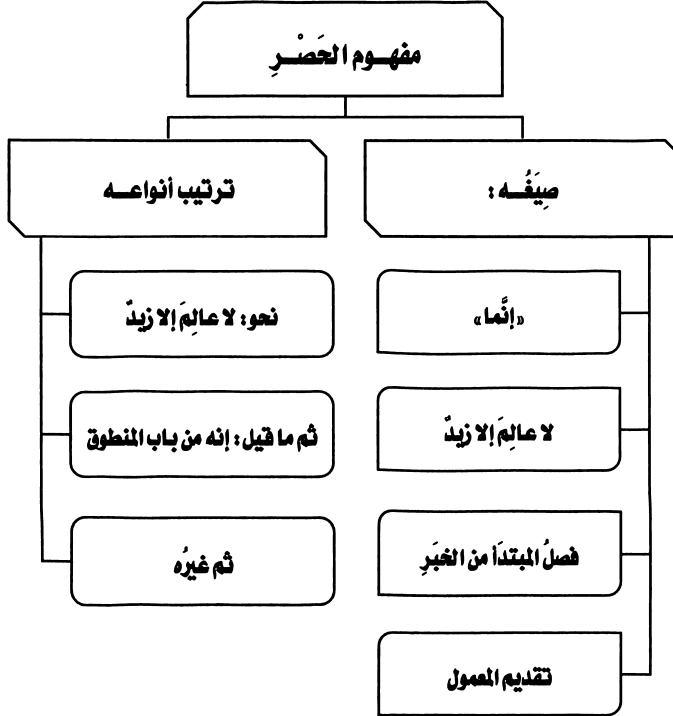 مفهوم الحَصْرِ
صِيَغُه :
«إنَّما»
لا عالِمَ إلا زيدٌ
فصلُ المبتدَأ من الخبَرِ
تقديم المعمول
ترتيب أنواعه
نحو: لا عالِمَ إلا زيدٌ
ثم ما قيل: إنه من باب المنطوق
ثم غيرُه